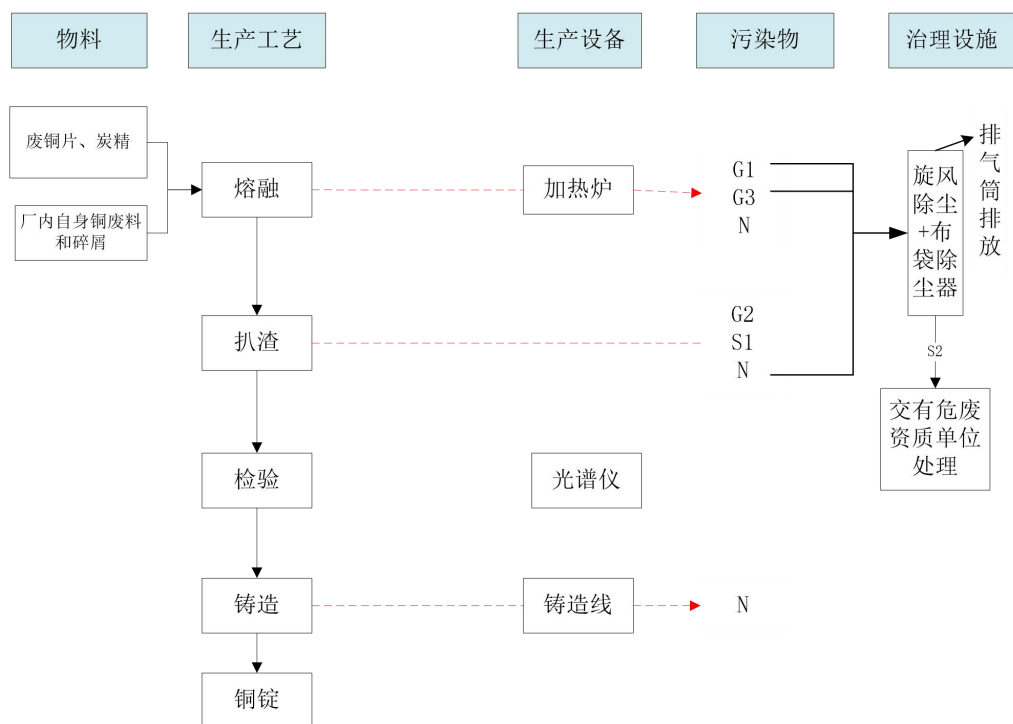 物料
生产工艺
生产设备
污染物
治理设施
废铜片、炭精
厂内自身铜废料
和碎屑
熔融
加热炉
G1
G3
N
旋风
除尘
+布
袋除
尘器
排
气
筒
排
放
扒渣
G2
S1
N
S2
交有危废
资质单位
处理
检验
光谱仪
铸造
铸造线
N
铜锭